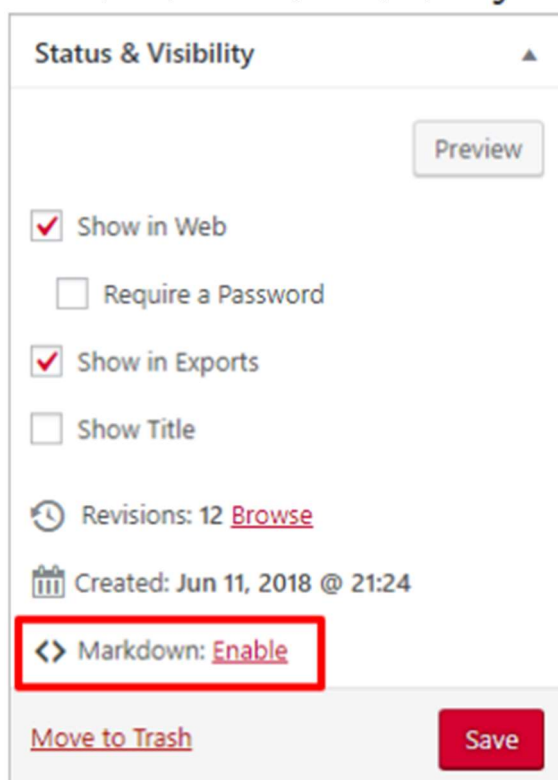 Status & Visibility
Preview
Show in Web
Require a Password
Show in Exports
Show Title
Revisions: 12 Browse
Created: Jun 11, 2018 @ 21:24
<> Markdown: Enable
Move to Trash
Save